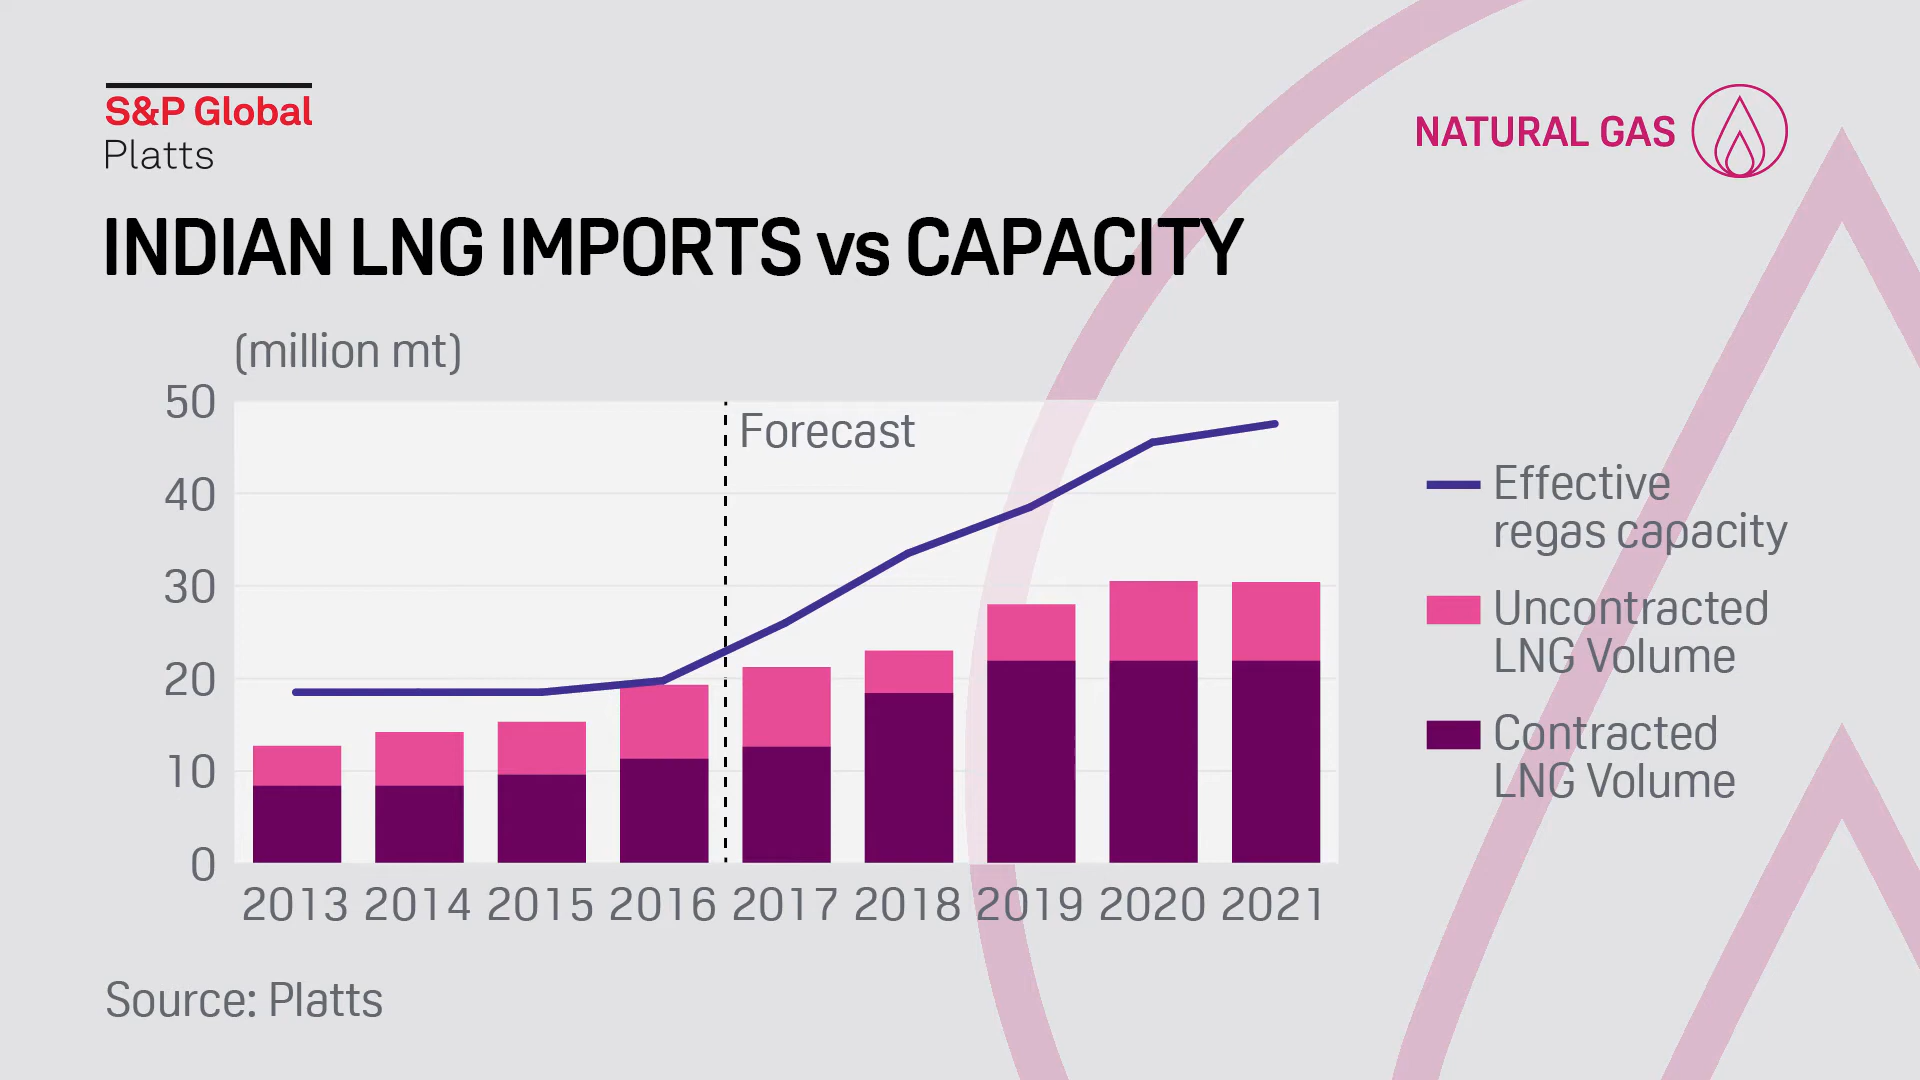 S&P Global
Platts
NATURAL GAS
INDIAN LNG IMPORTS vs CAPACITY
(million mt)
50
40
30
20
10
0
Forecast
2013 2014 2015 2016 2017 2018 2019 2020 2021
Effective
regas capacity
Uncontracted
LNG Volume
Contracted
LNG Volume
Source: Platts